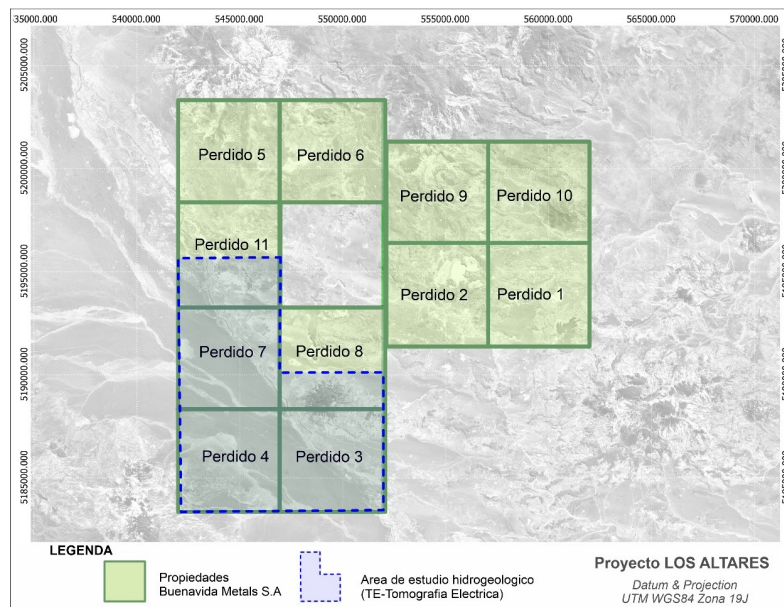 35000.000 540000.000 545000.000 550000.000 555000.000 560000.000 565000.000 570000.000
5205000.000
5200000.000
5195000.000
5190000.000
5185000.000
Perdido 5 Perdido 6
Perdido 9 Perdido 10
Perdido 11
Perdido 2 Perdido 1
Perdido 7 Perdido 8
Perdido 4 Perdido 3
LEGENDA
Propiedades
Buenavida Metals S.A
Area de estudio hidrogeologico
(TE-Tomografia Electrica)
Proyecto LOS ALTARES
Datum & Projection
UTM WGS84 Zona 19J